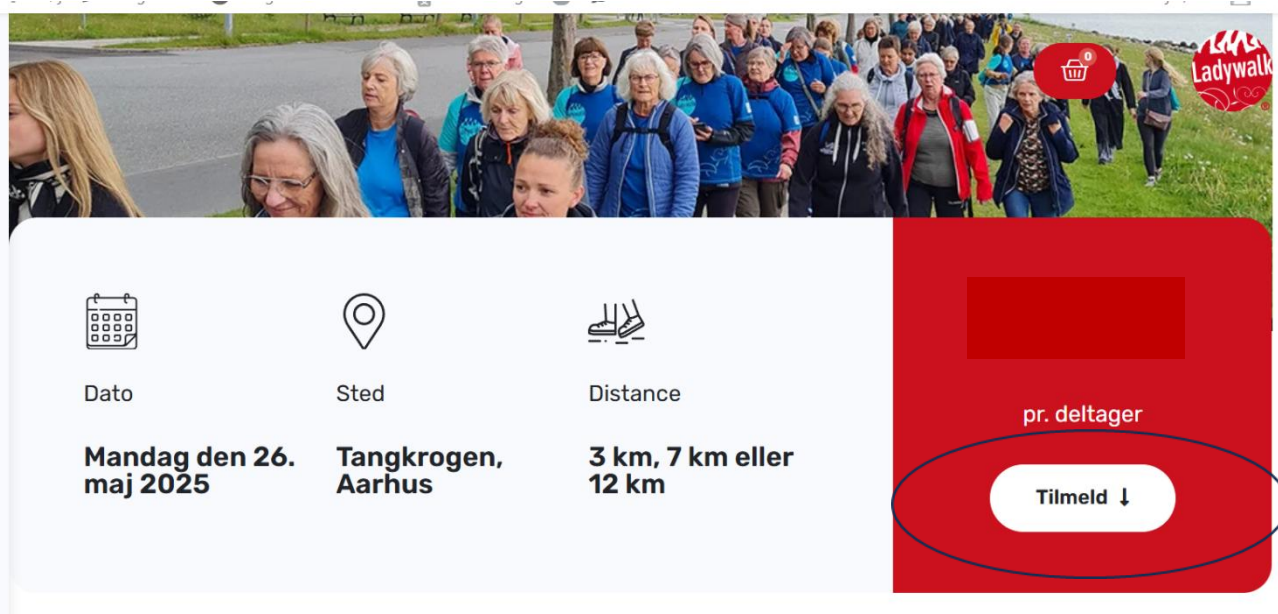 0
Ladywalk
Dato
Sted
Distance
pr. deltager
Mandag den 26.
maj 2025
Tangkrogen,
Aarhus
3 km, 7 km eller
12 km
Tilmeld ↓